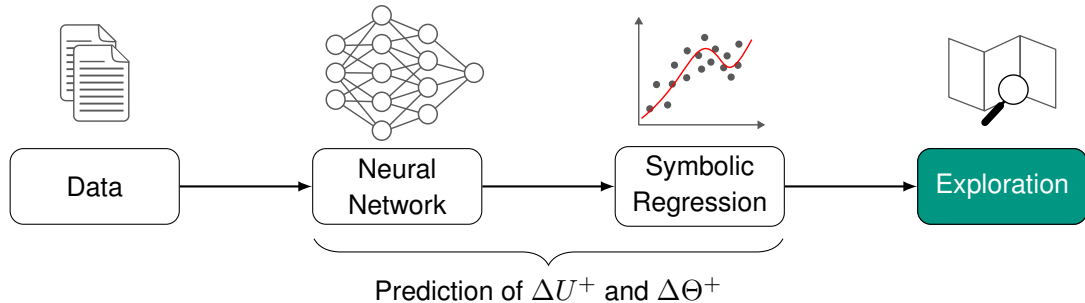 Data
Neural
Network
Symbolic
Regression
Exploration
Prediction of ΔU⁺ and ΔΘ⁺